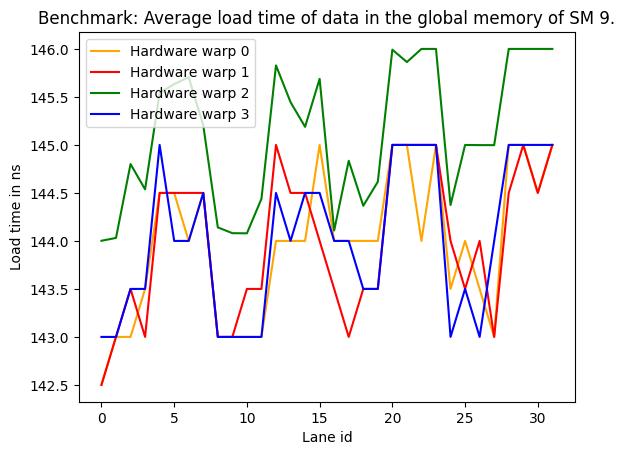 Benchmark: Average load time of data in the global memory of SM 9.
146.0
145.5
145.0
144.5
144.0
143.5
143.0
142.5
Load time in ns
Hardware warp 0
Hardware warp 1
Hardware warp 2
Hardware warp 3
0 5 10 15 20 25 30
Lane id